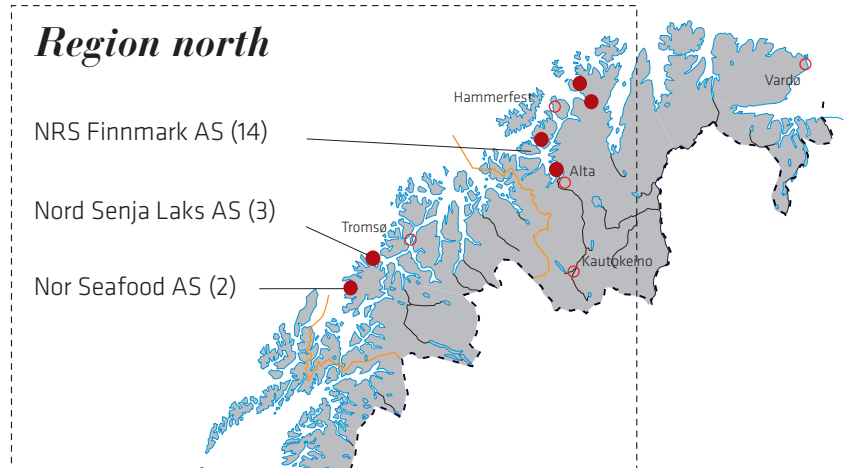 Region north
Hammerfest
Vardø
NRS Finnmark AS (14)
Alta
Nord Senja Laks AS (3)
Tromsø
Kautokeino
Nor Seafood AS (2)